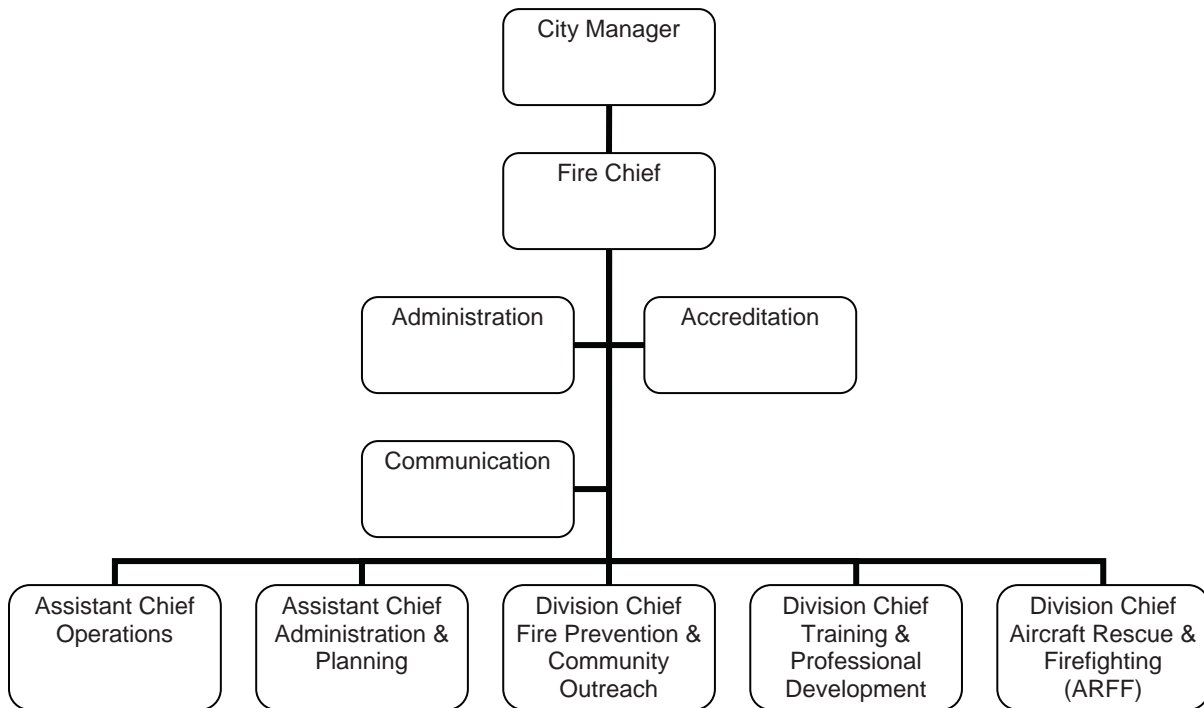 City Manager
Fire Chief
Administration
Accreditation
Communication
Assistant Chief
Operations
Assistant Chief
Administration &
Planning
Division Chief
Fire Prevention &
Community
Outreach
Division Chief
Training &
Professional
Development
Division Chief
Aircraft Rescue &
Firefighting
(ARFF)